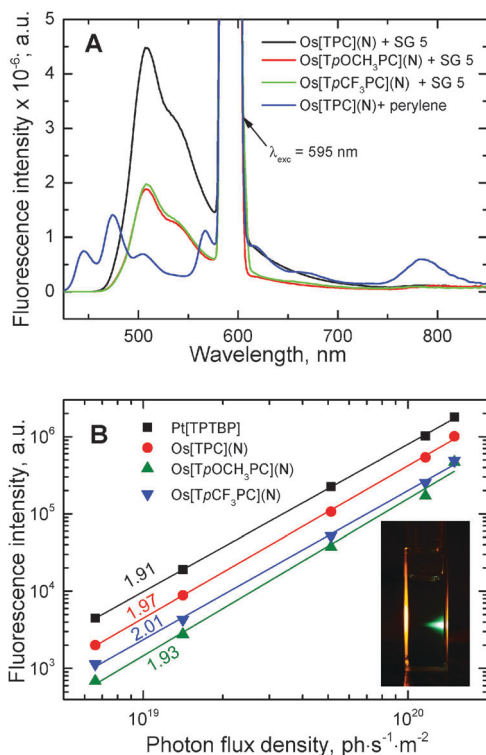 A
Os[TPC](N) + SG 5
Os[TpOCH₃PC](N) + SG 5
Os[TpCF₃PC](N) + SG 5
Os[TPC](N)+ perylene
λexc = 595 nm
Fluorescence intensity x 10⁻⁶, a.u.
5
4
3
2
1
0
500 600 700 800
Wavelength, nm
B
Pt[TPTBP]
Os[TPC](N)
Os[TpOCH₃PC](N)
Os[TpCF₃PC](N)
Fluorescence intensity, a.u.
10⁶
10⁵
10⁴
10³
1.91
1.97
2.01
1.93
10¹⁹ 10²⁰
Photon flux density, ph·s⁻¹·m⁻²